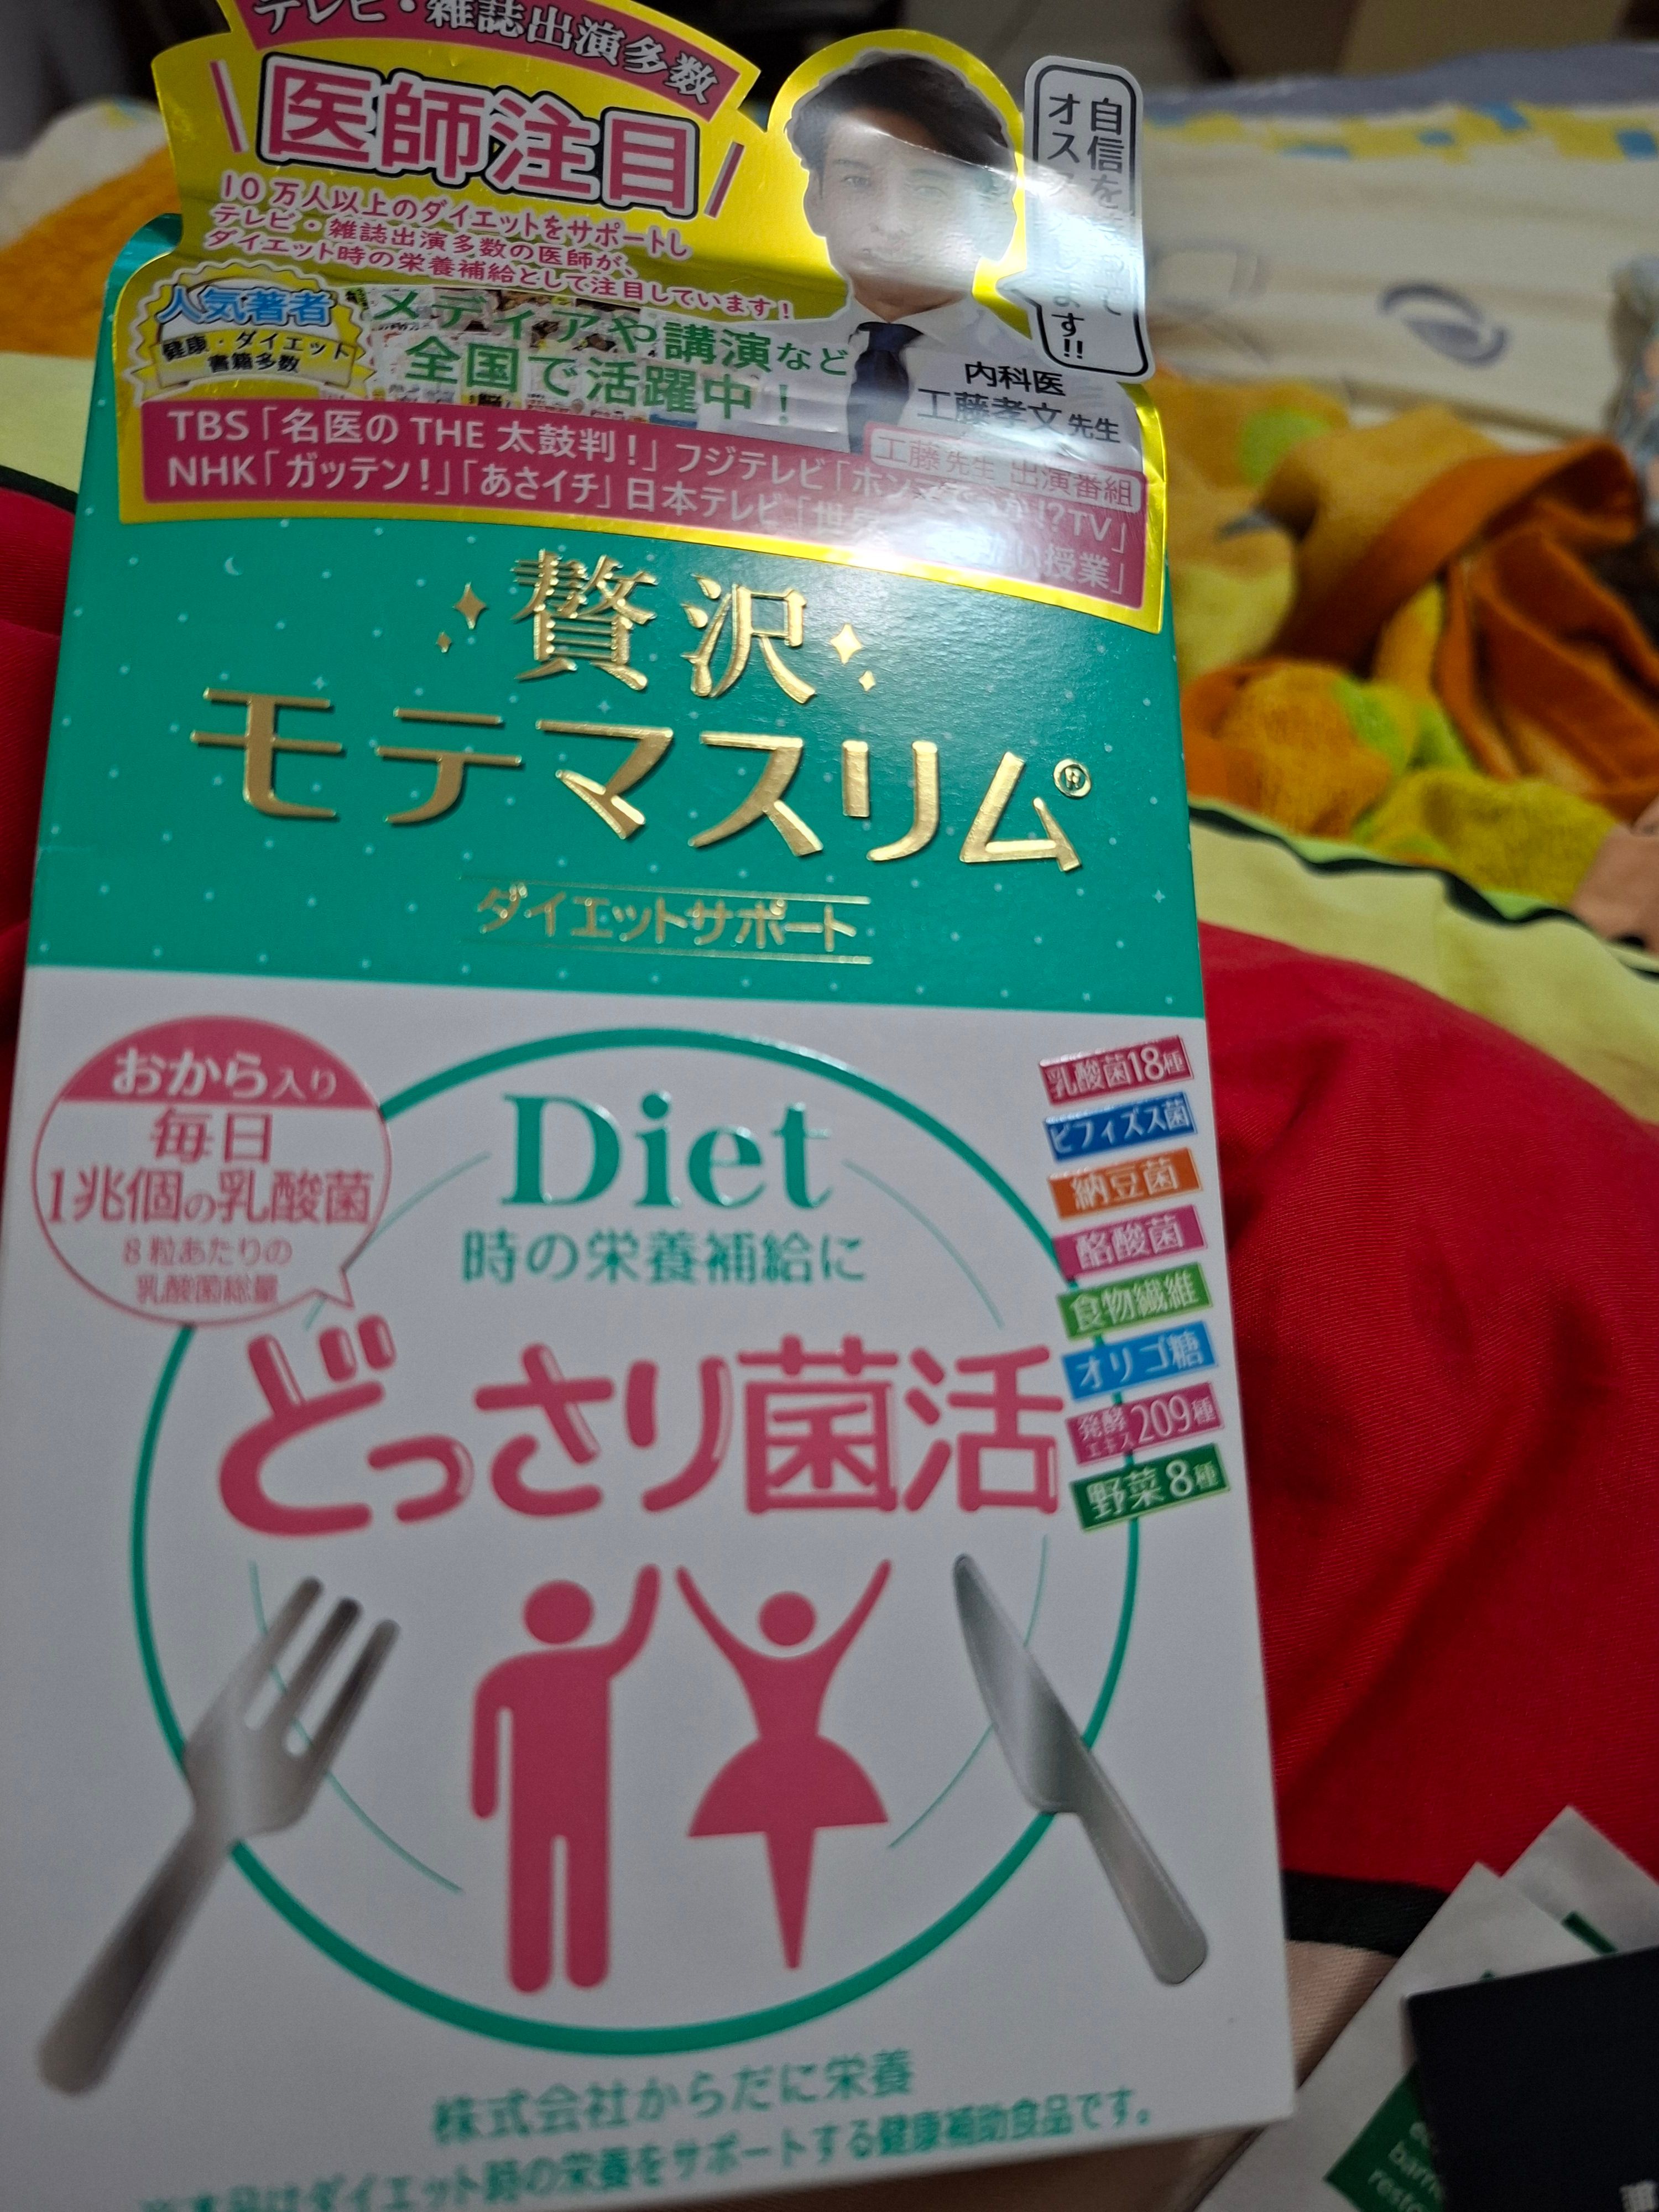 テレビ・雑誌出演多数
医師注目
10万人以上のダイエットをサポートし
テレビ・雑誌出演多数の医師が、
ダイエット時の栄養補給として注目しています！
自信を
オススメします!!
人気著者
健康・ダイエット
書籍多数
メディアや講演など
全国で活躍中！
内科医
工藤孝文先生
工藤先生 出演番組
TBS「名医のTHE 太鼓判！」フジテレビ「ホンマでっか!?TV」
NHK「ガッテン！」「あさイチ」日本テレビ「世界 授業」
贅沢
モテマスリム®
ダイエットサポート
おから入り
毎日
1兆個の乳酸菌
8粒あたりの
乳酸菌総量
Diet
時の栄養補給に
どっさり菌活
乳酸菌18種
ビフィズス菌
納豆菌
酪酸菌
食物繊維
オリゴ糖
発酵エキス209種
野菜8種
株式会社からだに栄養
※本品はダイエット時の栄養をサポートする健康補助食品です。